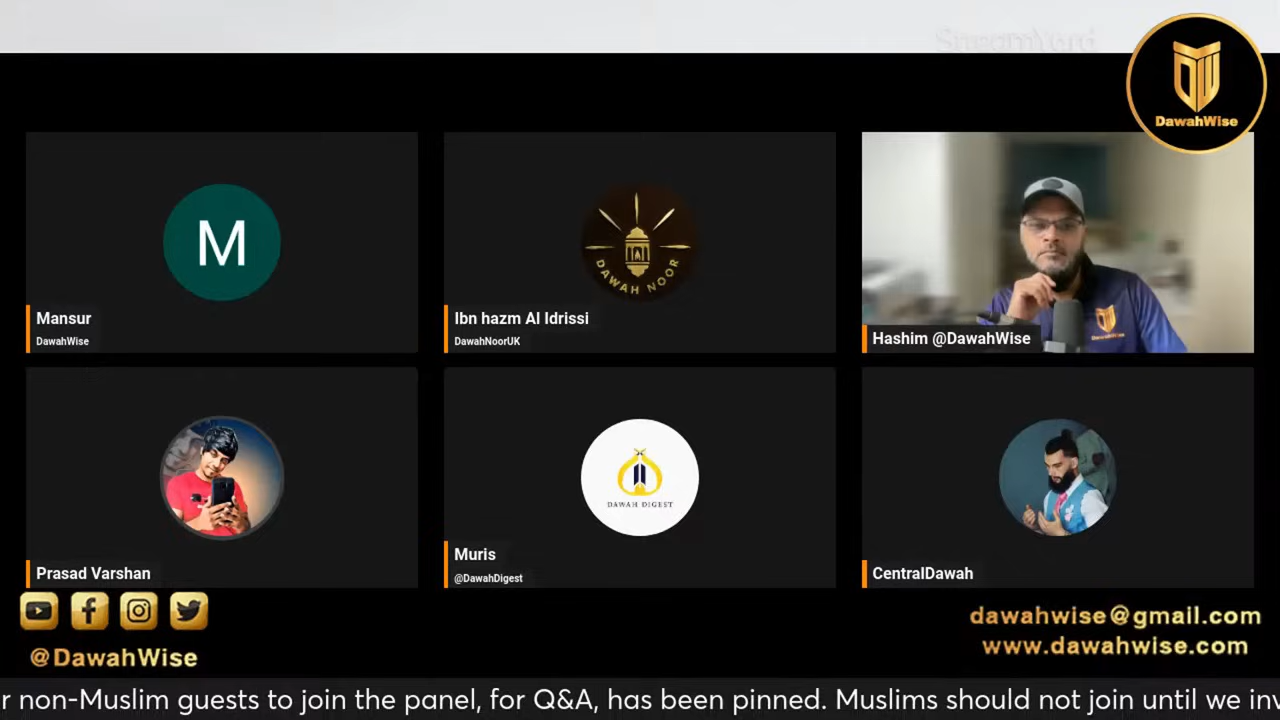 StreamYard
DW
DawahWise
M
DAWAH NOOR
Mansur
DawahWise
Ibn hazm Al Idrissi
DawahNoorUK
Hashim @DawahWise
DAWAH DIGEST
Prasad Varshan
Muris
@DawahDigest
CentralDawah
@DawahWise
dawahwise@gmail.com
www.dawahwise.com
r non-Muslim guests to join the panel, for Q&A, has been pinned. Muslims should not join until we inv